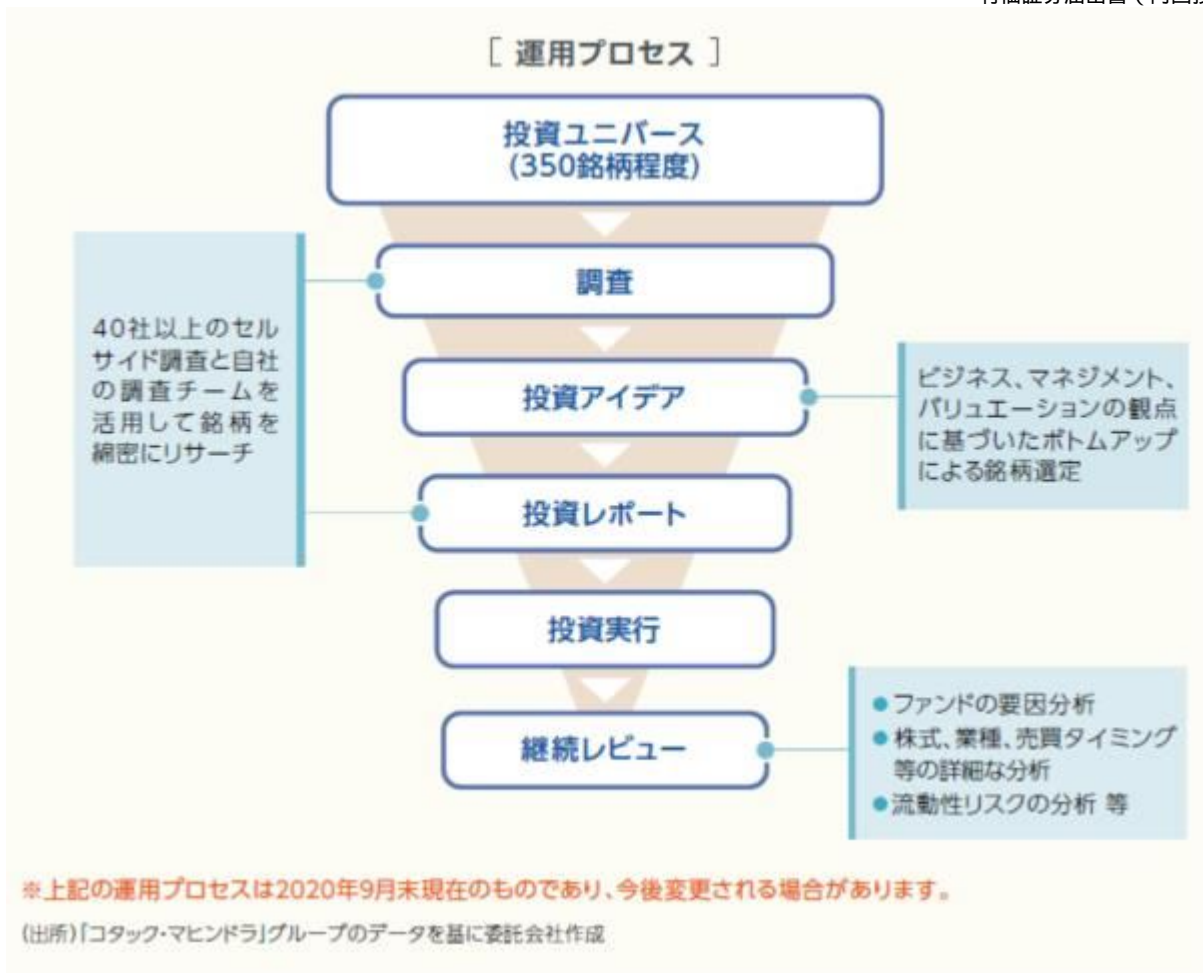 [ 運用プロセス ]
投資ユニバース
(350銘柄程度)
調査
40社以上のセル
サイド調査と自社
の調査チームを
活用して銘柄を
綿密にリサーチ
投資アイデア
ビジネス、マネジメント、
バリュエーションの観点
に基づいたボトムアップ
による銘柄選定
投資レポート
投資実行
継続レビュー
●ファンドの要因分析
●株式、業種、売買タイミング
等の詳細な分析
●流動性リスクの分析 等
※上記の運用プロセスは2020年9月末現在のものであり、今後変更される場合があります。
(出所)「コタック・マヒンドラ」グループのデータを基に委託会社作成